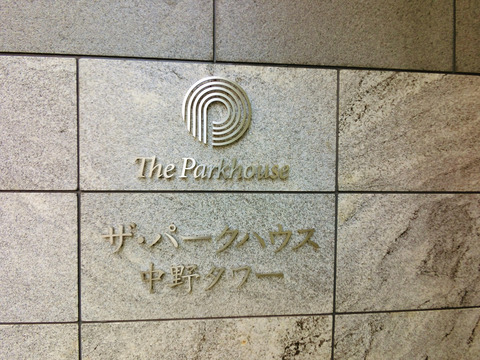 The Parkhouse
ザ・パークハウス
中野タワー